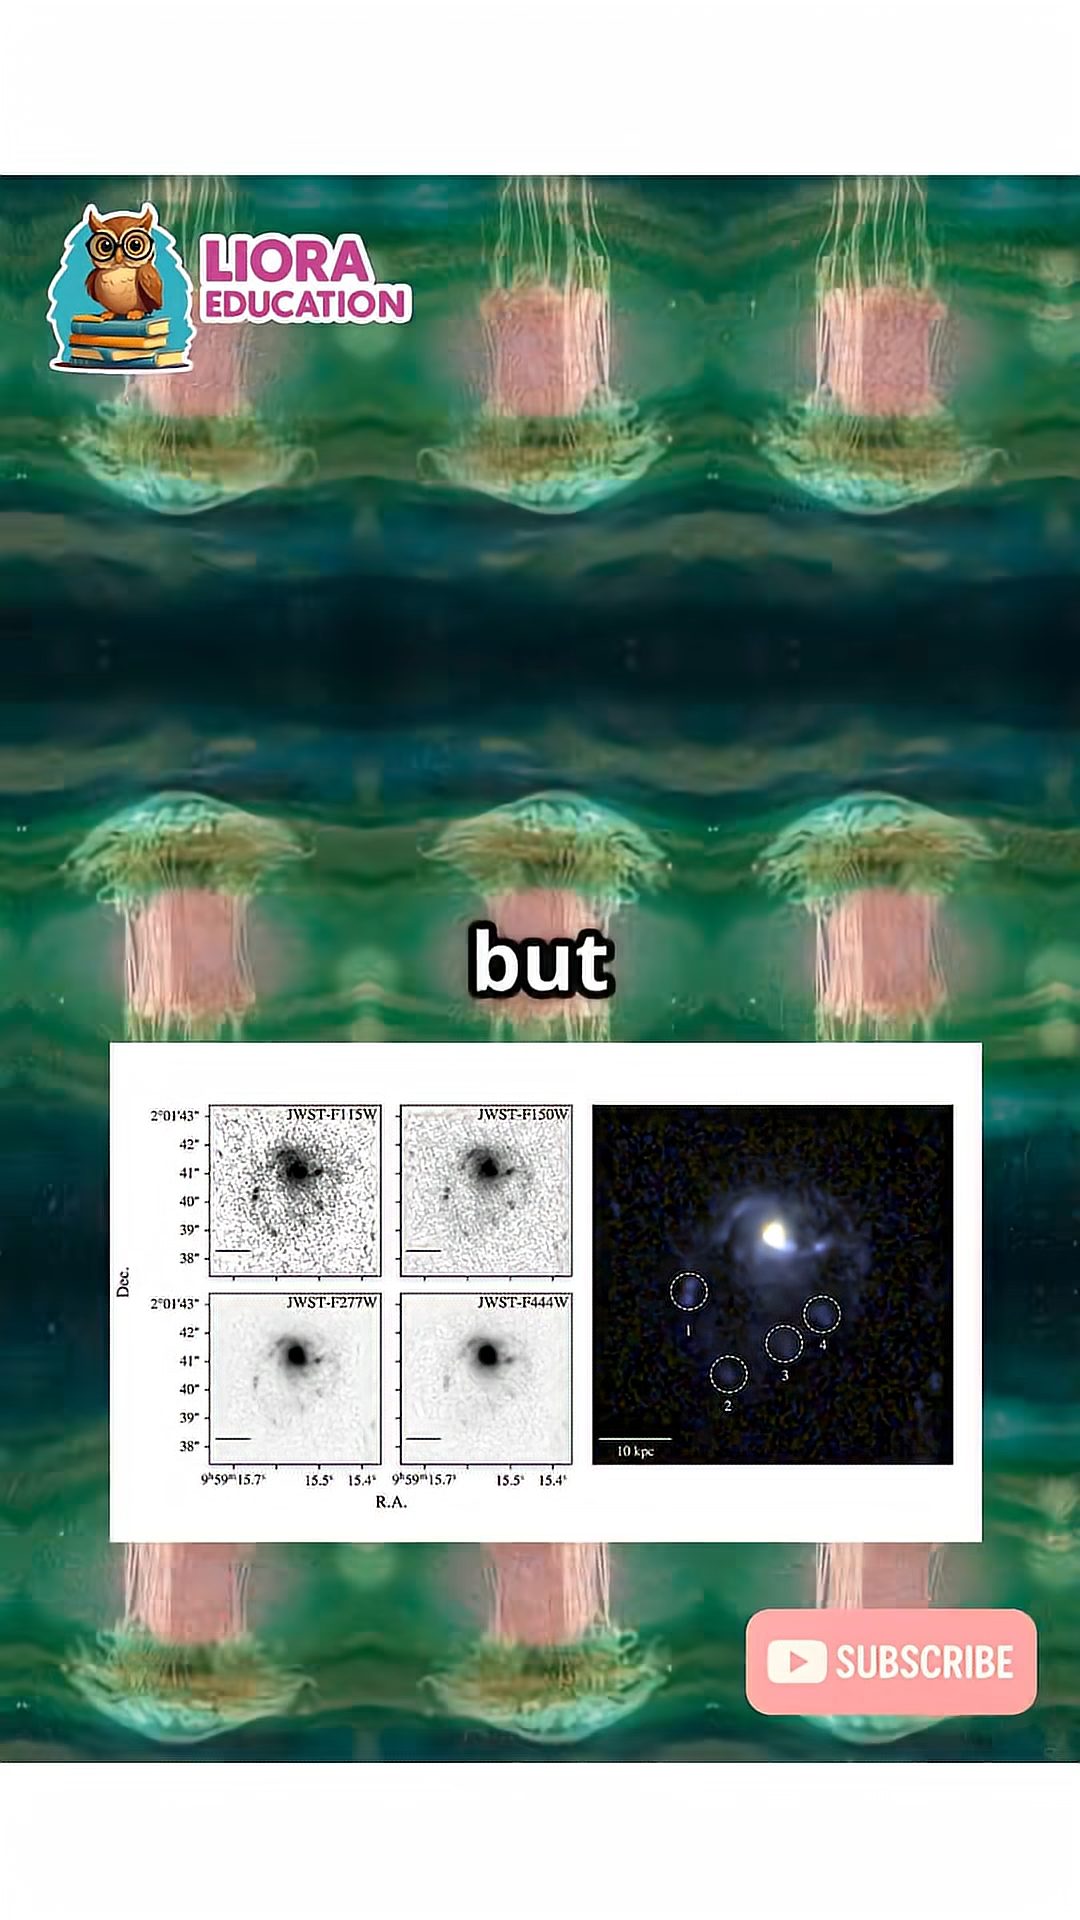 LIORA
EDUCATION
but
JWST-F115W
JWST-F150W
2°01'43"
42"
41"
40"
39"
38"
JWST-F277W
JWST-F444W
2°01'43"
42"
41"
40"
39"
38"
Dec.
9ʰ59ᵐ15.7ˢ
15.5ˢ
15.4ˢ
9ʰ59ᵐ15.7ˢ
15.5ˢ
15.4ˢ
R.A.
1
2
3
4
10 kpc
SUBSCRIBE